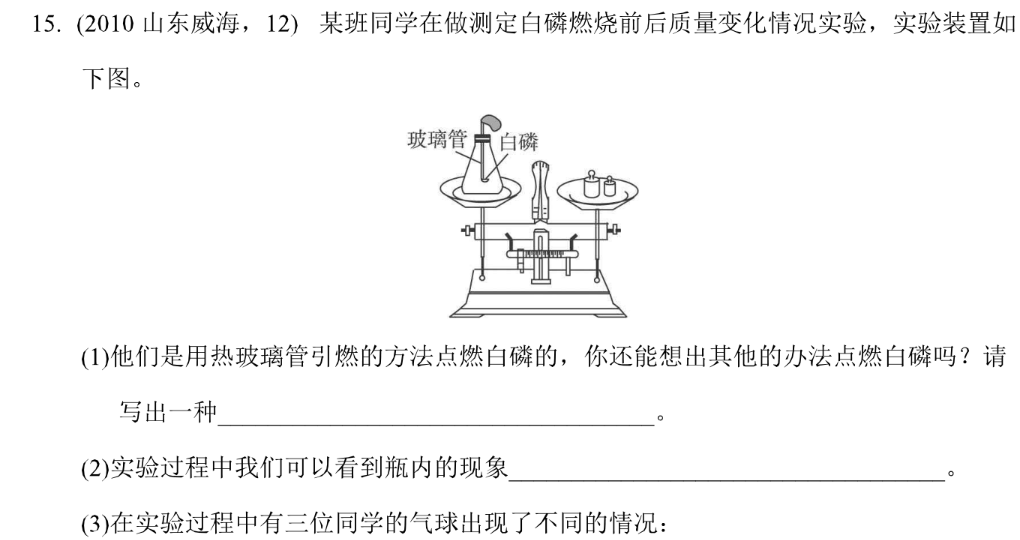 15. (2010 山东威海，12) 某班同学在做测定白磷燃烧前后质量变化情况实验，实验装置如
下图。
玻璃管 白磷
(1)他们是用热玻璃管引燃的方法点燃白磷的，你还能想出其他的办法点燃白磷吗？请
写出一种____________________。
(2)实验过程中我们可以看到瓶内的现象____________________。
(3)在实验过程中有三位同学的气球出现了不同的情况：